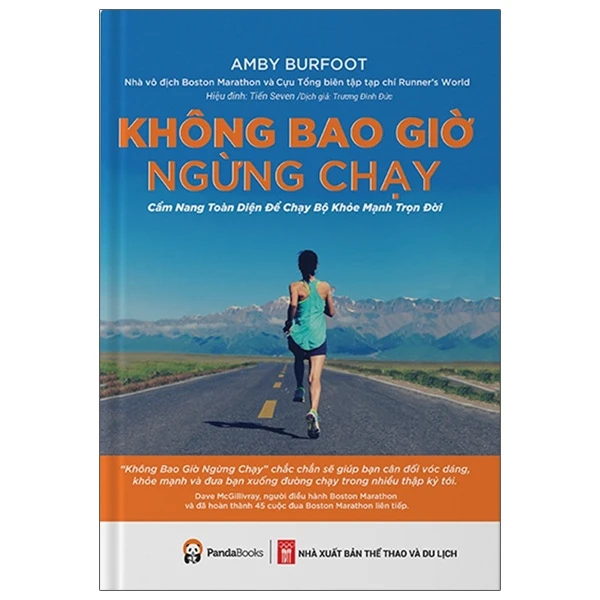 AMBY BURFOOT
Nhà vô địch Boston Marathon và Cựu Tổng biên tập tạp chí Runner's World
Hiệu đính: Tiến Seven /Dịch giả: Trương Đình Đức
KHÔNG BAO GIỜ
NGỪNG CHẠY
Cẩm Nang Toàn Diện Để Chạy Bộ Khỏe Mạnh Trọn Đời
“Không Bao Giờ Ngừng Chạy” chắc chắn sẽ giúp bạn cân đối vóc dáng,
khỏe mạnh và đưa bạn xuống đường chạy trong nhiều thập kỷ tới.
Dave McGillivray, người điều hành Boston Marathon
và đã hoàn thành 45 cuộc đua Boston Marathon liên tiếp.
PandaBooks
NHÀ XUẤT BẢN THỂ THAO VÀ DU LỊCH